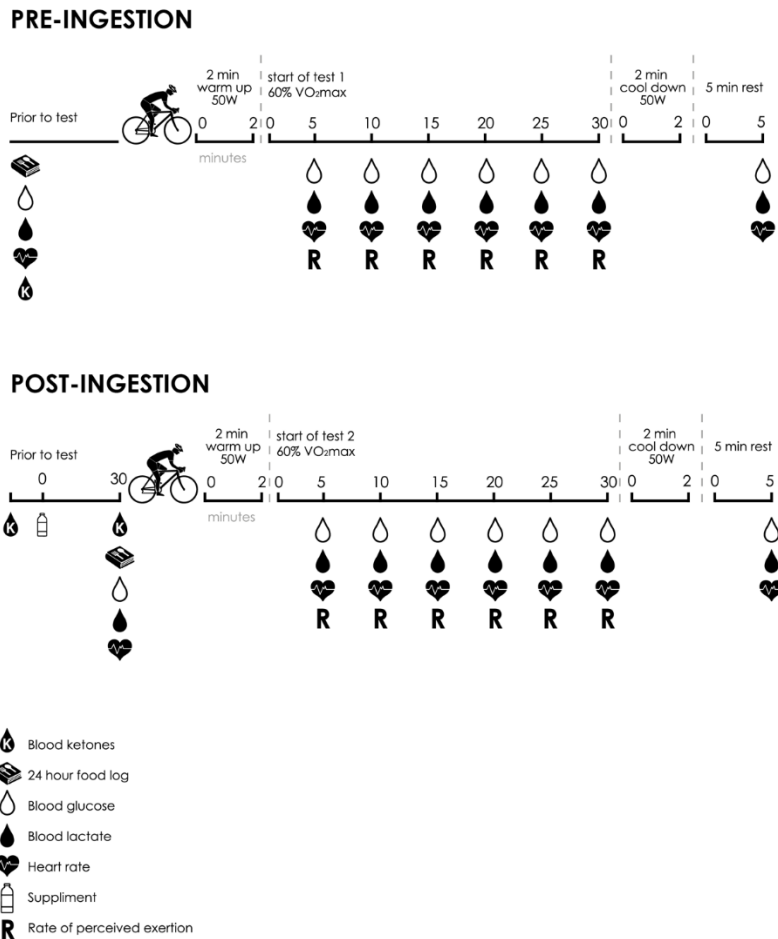 PRE-INGESTION
Prior to test
2 min
warm up
50W
start of test 1
60% VO₂max
2 min
cool down
50W
5 min rest
0 2 0 5 10 15 20 25 30 0 2 0 5
minutes
R R R R R R
K
POST-INGESTION
Prior to test
2 min
warm up
50W
start of test 2
60% VO₂max
2 min
cool down
50W
5 min rest
0 30 0 2 0 5 10 15 20 25 30 0 2 0 5
minutes
K K
R R R R R R
K Blood ketones
24 hour food log
Blood glucose
Blood lactate
Heart rate
Suppliment
R Rate of perceived exertion